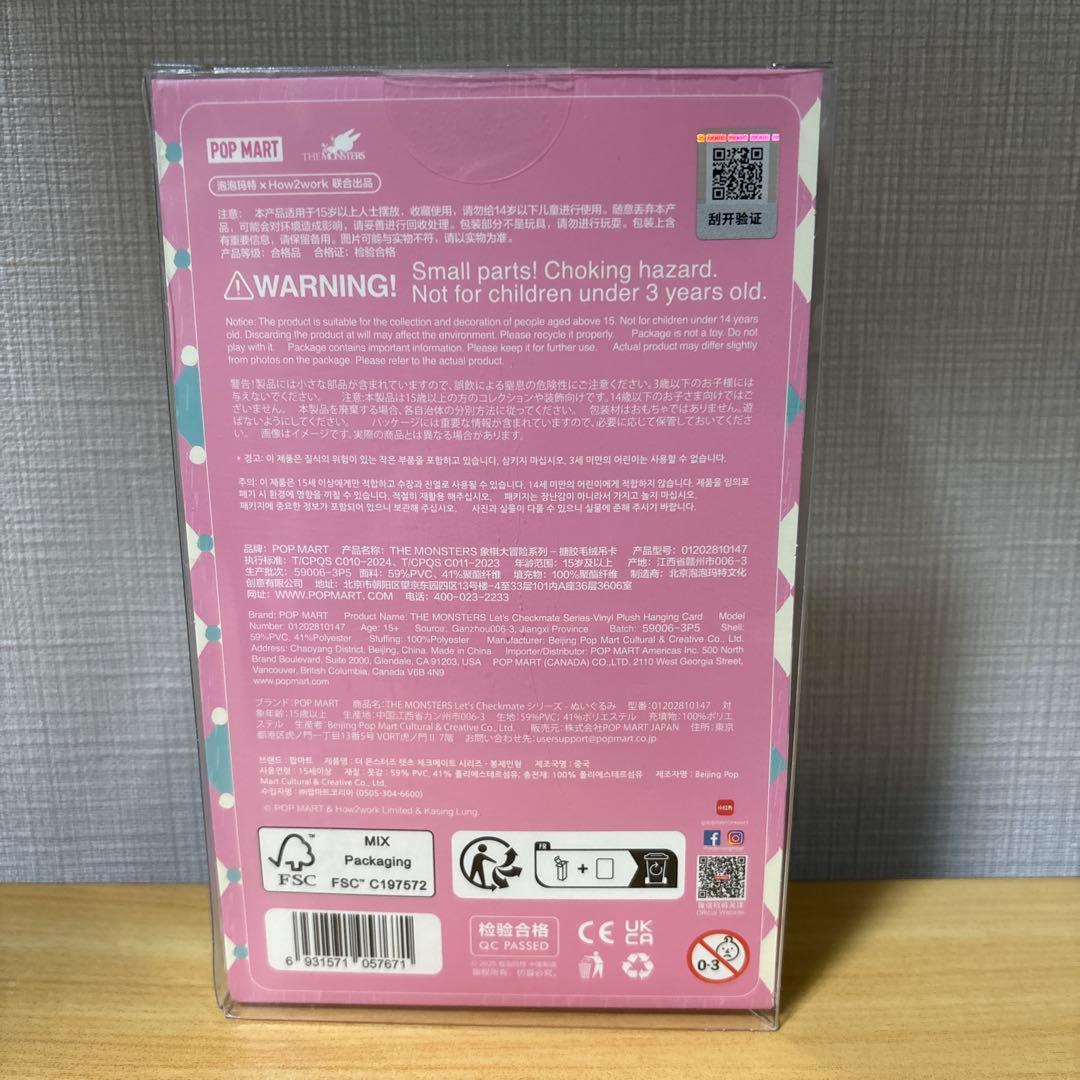 POP MART
THE MONSTERS
泡泡玛特×How2work 联合出品
刮开验证
注意: 本产品适用于15岁以上人士摆放，收藏使用，请勿给14岁以下儿童进行使用。随意丢弃本产
品，可能会对环境造成影响，请妥善进行回收处理。包装部分不是玩具，请勿进行玩耍。包装上含
有重要信息，请保留备用。图片可能与实物不符，请以实物为准。
产品等级：合格品 合格证：检验合格
WARNING! Small parts! Choking hazard.
Not for children under 3 years old.
Notice: The product is suitable for the collection and decoration of people aged above 15. Not for children under 14 years
old. Discarding the product at will may affect the environment. Please recycle it properly. Package is not a toy. Do not
play with it. Package contains important information. Please keep it for further use. Actual product may differ slightly
from photos on the package. Please refer to the actual product.
警告!製品には小さな部品が含まれていますので、誤飲による窒息の危険性にご注意ください。3歳以下のお子様には
与えないでください。 注意:本製品は15歳以上の方のコレクションや装飾向けです。14歳以下のお子さま向けではご
ざいません。 本製品を廃棄する場合、各自治体の分別方法に従ってください。 包装材はおもちゃではありません。遊
ばないようにしてください。 パッケージには重要な情報が含まれていますので、必要に応じて保管しておいてくださ
い。 画像はイメージです。実際の商品とは異なる場合があります。
* 경고: 이 제품은 질식의 위험이 있는 작은 부품을 포함하고 있습니다. 삼키지 마십시오. 3세 미만의 어린이는 사용할 수 없습니다.
주의: 이 제품은 15세 이상에게만 적합하고 수장과 진열로 사용될 수 있습니다. 14세 미만의 어린이에게 적합하지 않습니다. 제품을 임의로
폐기 시 환경에 영향을 끼칠 수 있습니다. 적절히 재활용 해주십시오. 패키지는 장난감이 아니라서 가지고 놀지 마십시오.
패키지에 중요한 정보가 포함되어 있으니 보관해 주십시오. 사진과 실물이 다를 수 있으니 실물에 준해 주시기 바랍니다.
品牌：POP MART 产品名称：THE MONSTERS 象棋大冒险系列 - 搪胶毛绒吊卡 产品型号：01202810147
执行标准：T/CPQS C010-2024、T/CPQS C011-2023 年龄范围：15岁及以上 产地：江西省赣州市006-3
生产批次：59006-3P5 面料：59%PVC、41%聚酯纤维 填充物：100%聚酯纤维 制造商：北京泡泡玛特文化
创意有限公司 地址：北京市朝阳区望京东园四区13号楼-4至33层101内A座36层3606室
网址：WWW.POPMART.COM 电话：400-023-2233
Brand: POP MART Product Name: THE MONSTERS Let's Checkmate Series-Vinyl Plush Hanging Card Model
Number: 01202810147 Age: 15+ Source: Ganzhou006-3, Jiangxi Province Batch: 59006-3P5 Shell:
59%PVC, 41%Polyester Stuffing: 100%Polyester Manufacturer: Beijing Pop Mart Cultural & Creative Co., Ltd.
Address: Chaoyang District, Beijing, China. Made in China Importer/Distributor: POP MART Americas Inc. 500 North
Brand Boulevard, Suite 2000, Glendale, CA 91203, USA POP MART (CANADA) CO.,LTD. 2110 West Georgia Street,
Vancouver, British Columbia, Canada V6B 4N9
www.popmart.com
ブランド：POP MART 商品名：THE MONSTERS Let's Checkmate シリーズ - ぬいぐるみ 型番：01202810147 対
象年齢：15歳以上 生産地：中国江西省カン州市006-3 生地：59%PVC; 41%ポリエステル 充填物：100%ポリエ
ステル 生産者：Beijing Pop Mart Cultural & Creative Co., Ltd. 販売元：株式会社POP MART JAPAN 住所：東京
都港区虎ノ門一丁目13番5号 VORT虎ノ門Ⅱ 7階 お問い合わせ先：usersupport@popmart.co.jp
브랜드 : 팝마트 제품명 : 더 몬스터즈 렛츠 체크메이트 시리즈 - 봉제인형 제조국명 : 중국
사용연령 : 15세이상 재질 : 겉감 : 59% PVC, 41% 폴리에스테르섬유; 충전재: 100% 폴리에스테르섬유 제조자명 : Beijing Pop
Mart Cultural & Creative Co., Ltd.
수입자명 : ㈜팝마트코리아 (0505-304-6600)
© POP MART & How2work Limited & Kasing Lung.
小红书
FSC™
MIX
Packaging
FSC™ C197572
FR
+
Official Website
6 931571 057671
检验合格
QC PASSED
CE UK
CA
© 2025 泡泡玛特 中国制造
版权所有，仿冒必究。
0-3